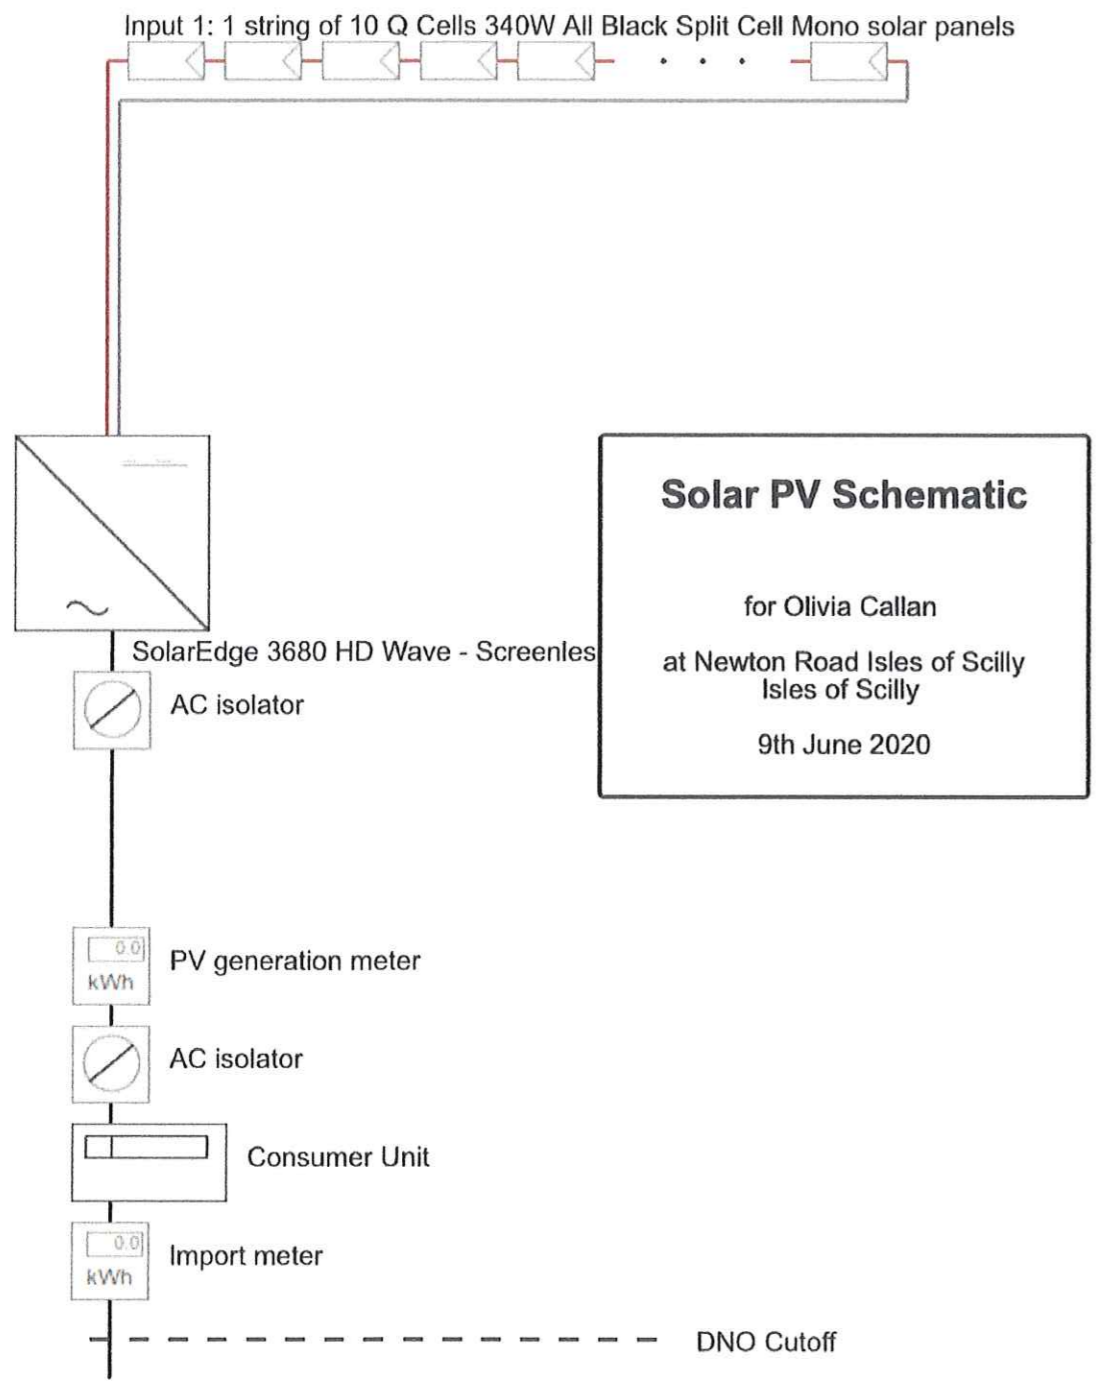 Input 1: 1 string of 10 Q Cells 340W All Black Split Cell Mono solar panels
SolarEdge 3680 HD Wave - Screenles
AC isolator
Solar PV Schematic
for Olivia Callan
at Newton Road Isles of Scilly
Isles of Scilly
9th June 2020
0.0
kWh
PV generation meter
AC isolator
Consumer Unit
0.0
kWh
Import meter
DNO Cutoff